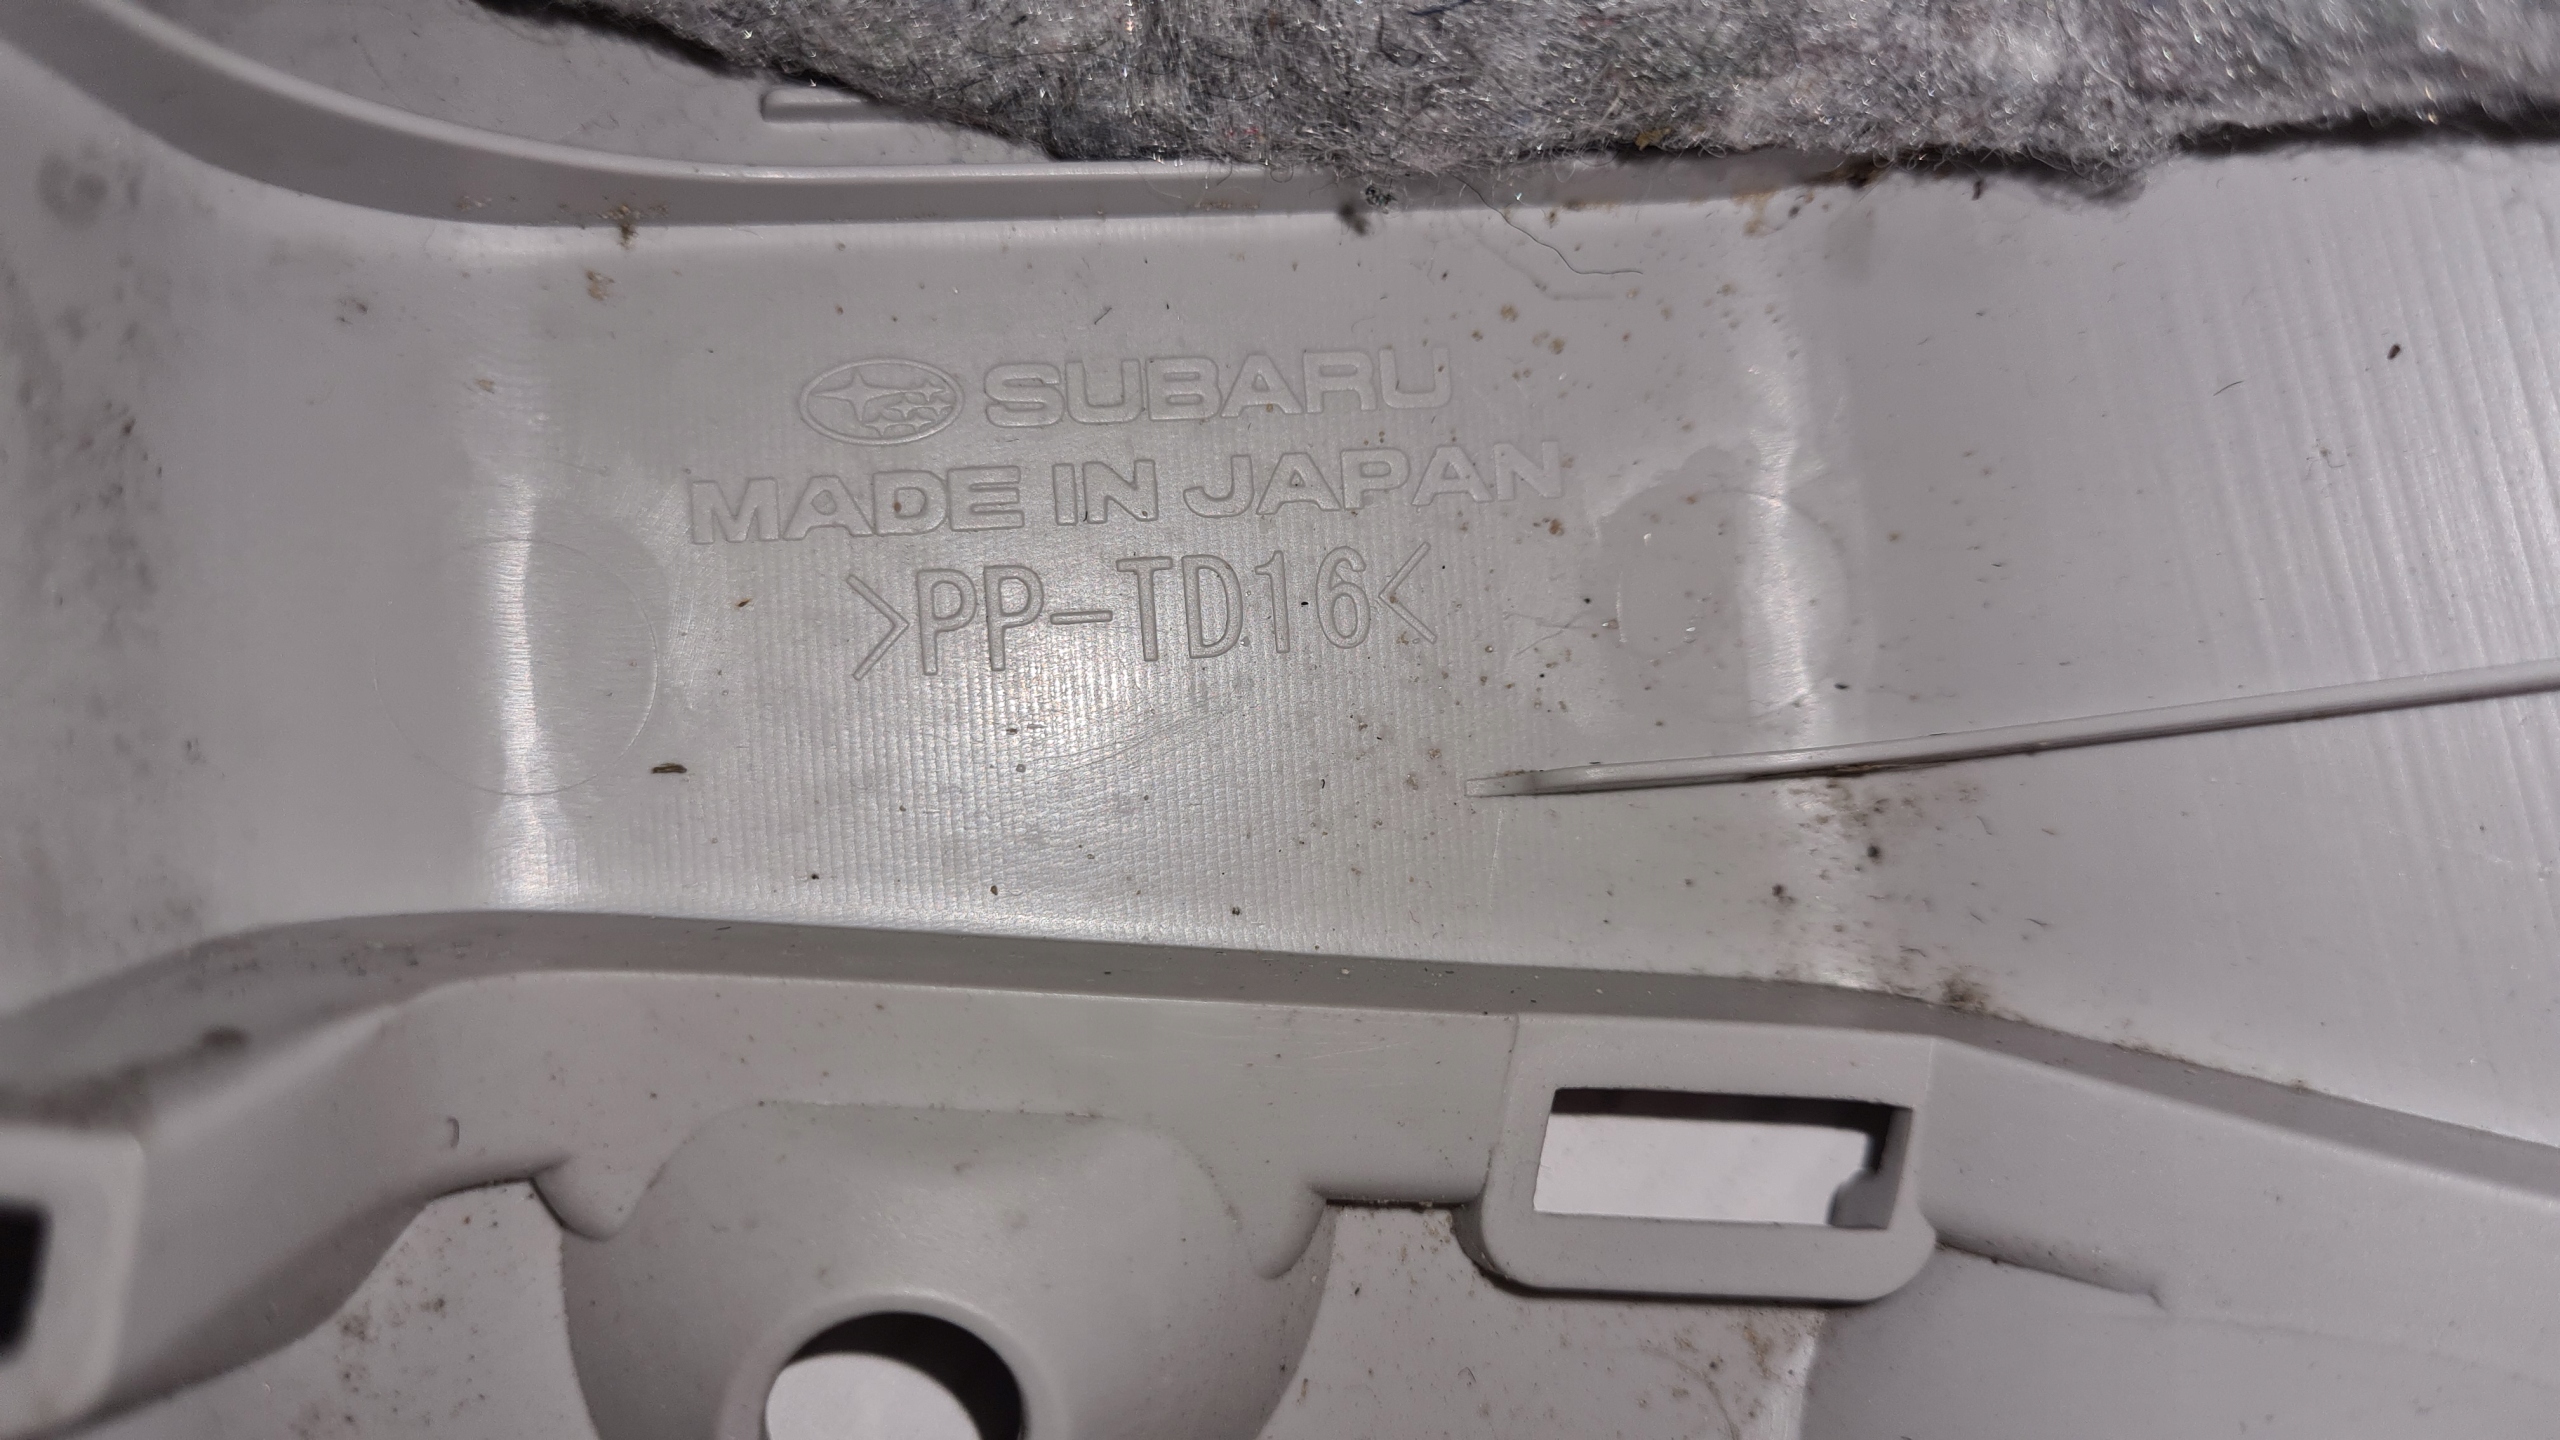 SUBARU
MADE IN JAPAN
>PP-TD16<